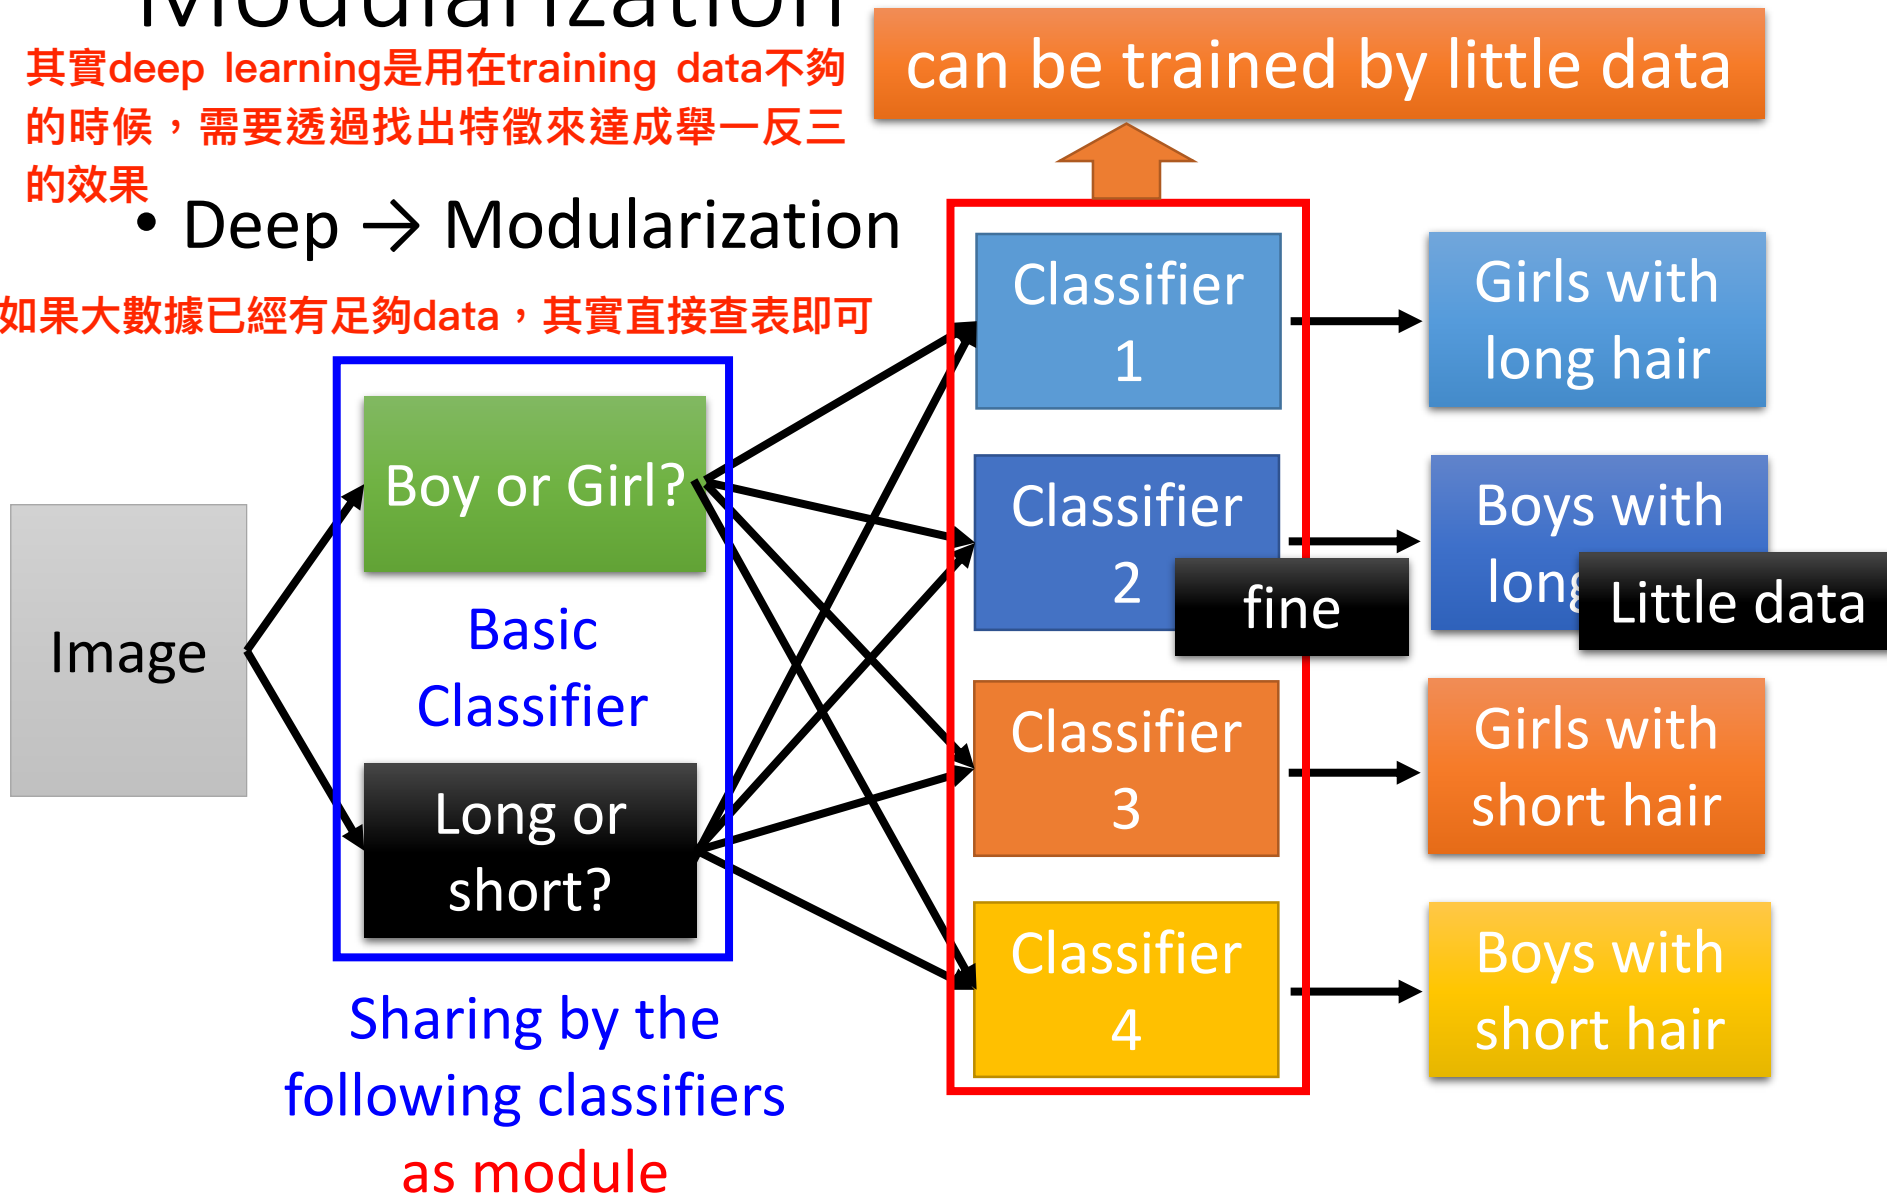 Modularization
其實deep learning是用在training data不夠
的時候，需要透過找出特徵來達成舉一反三
的效果
can be trained by little data
• Deep → Modularization
如果大數據已經有足夠data，其實直接查表即可
Image
Boy or Girl?
Basic
Classifier
Long or
short?
Sharing by the
following classifiers
as module
Classifier
1
Girls with
long hair
Classifier
2
fine
Boys with
long
Little data
Classifier
3
Girls with
short hair
Classifier
4
Boys with
short hair